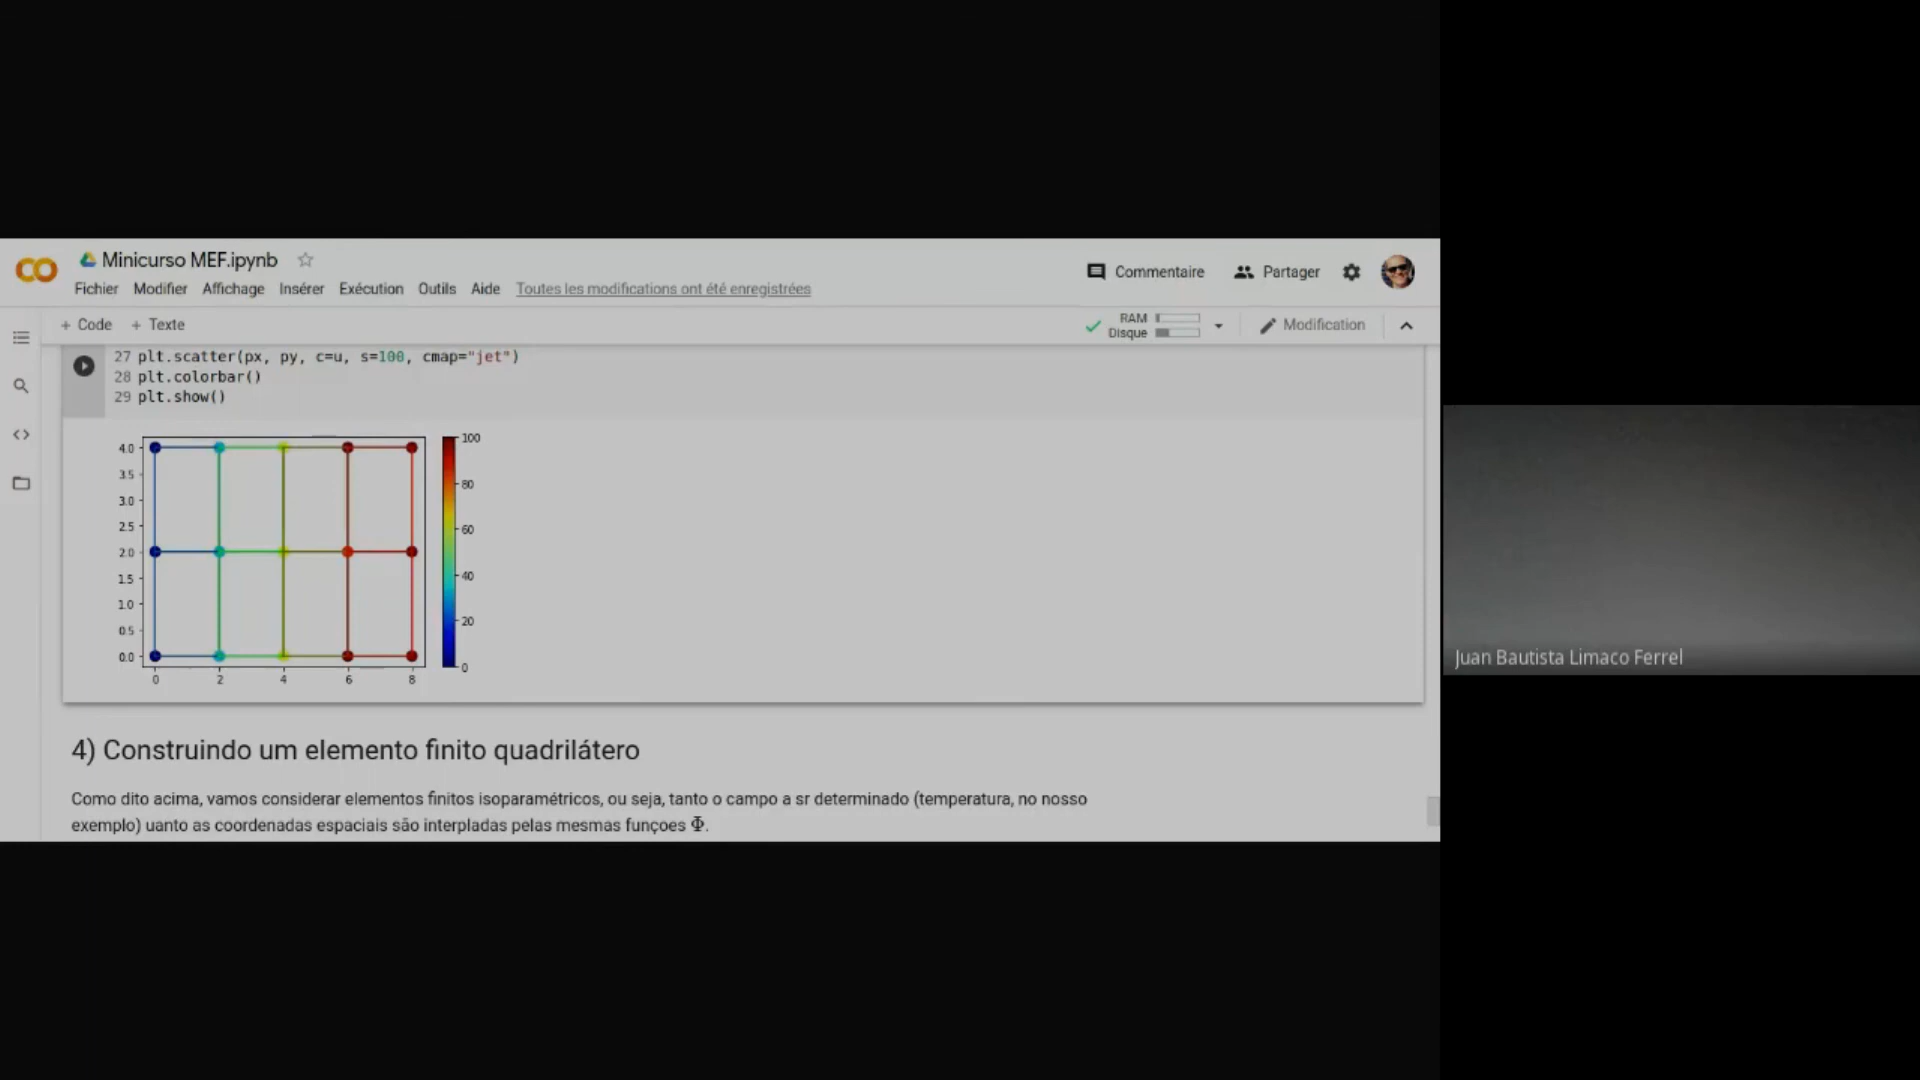 Minicurso MEF.ipynb
Commentaire
Partager
Fichier Modifier Affichage Insérer Exécution Outils Aide Toutes les modifications ont été enregistrées
+ Code + Texte
RAM
Disque
Modification
27 plt.scatter(px, py, c=u, s=100, cmap="jet")
28 plt.colorbar()
29 plt.show()
4.0
3.5
3.0
2.5
2.0
1.5
1.0
0.5
0.0
0 2 4 6 8
100
80
60
40
20
0
4) Construindo um elemento finito quadrilátero
Como dito acima, vamos considerar elementos finitos isoparamétricos, ou seja, tanto o campo a sr determinado (temperatura, no nosso
exemplo) uanto as coordenadas espaciais são interpladas pelas mesmas funçoes Φ.
Juan Bautista Limaco Ferrel